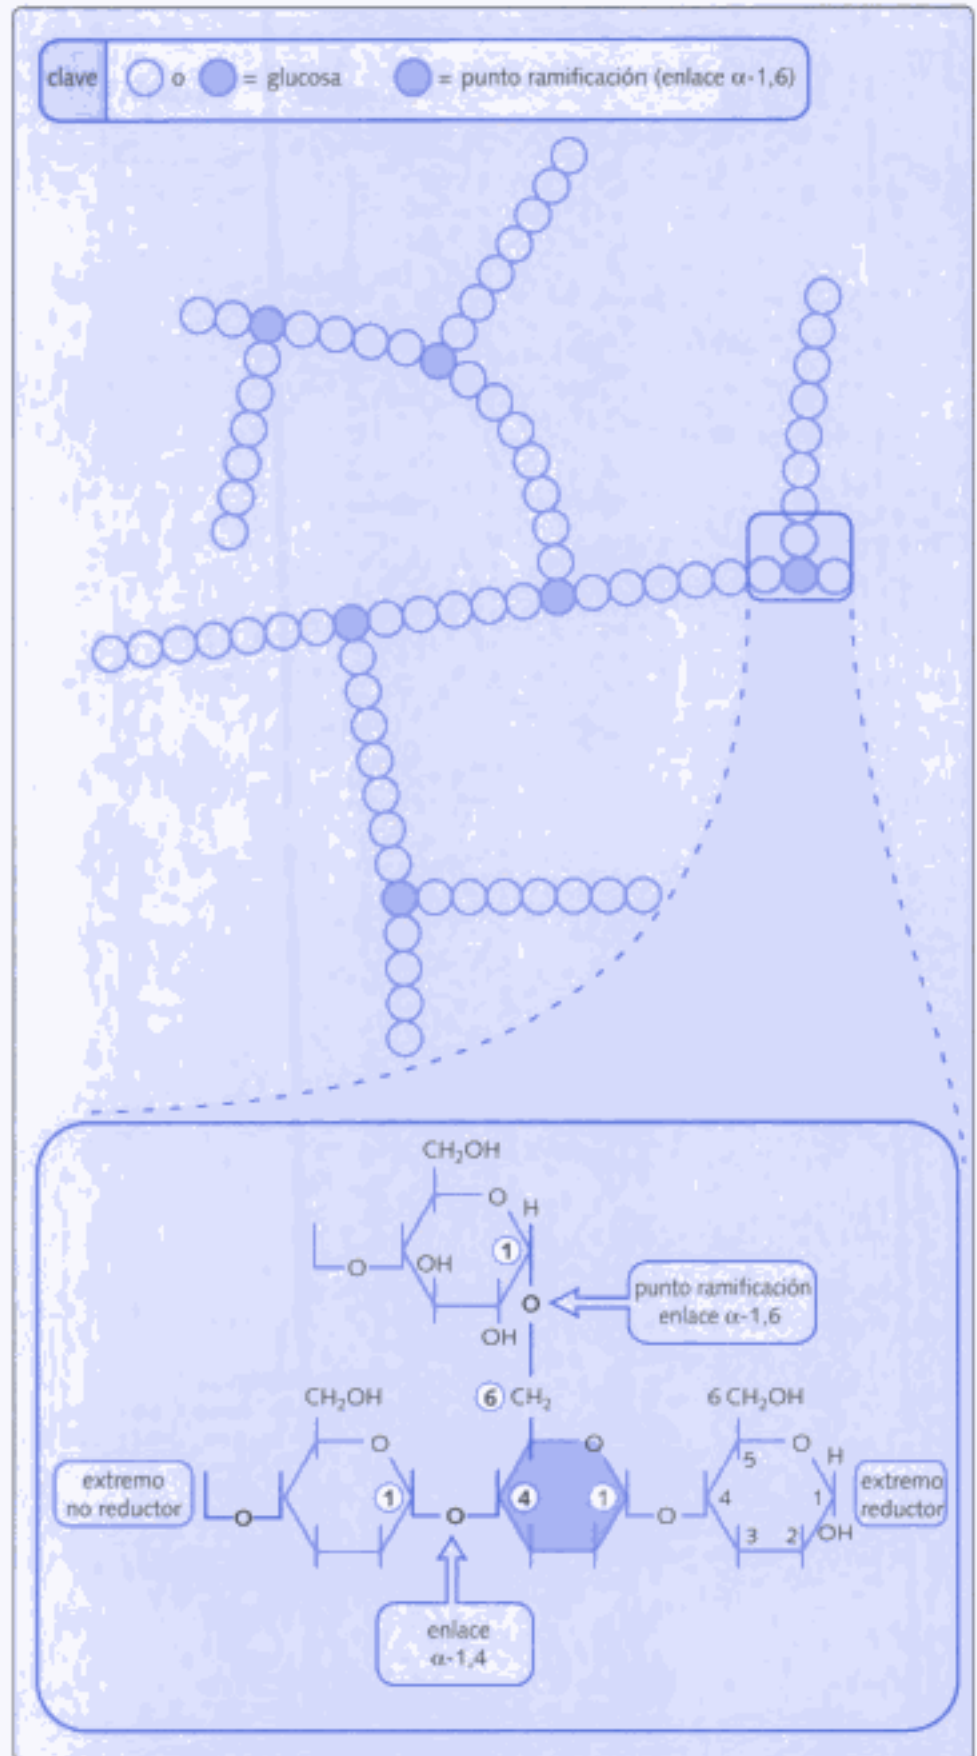 clave o = glucosa = punto ramificación (enlace α-1,6)
CH₂OH
O H
1
O OH
O
OH
punto ramificación
enlace α-1,6
CH₂OH
6 CH₂
6 CH₂OH
O O O
5 H
extremo
no reductor
1 4 1 4 1
extremo
reductor
O O O
3 2 OH
enlace
α-1,4